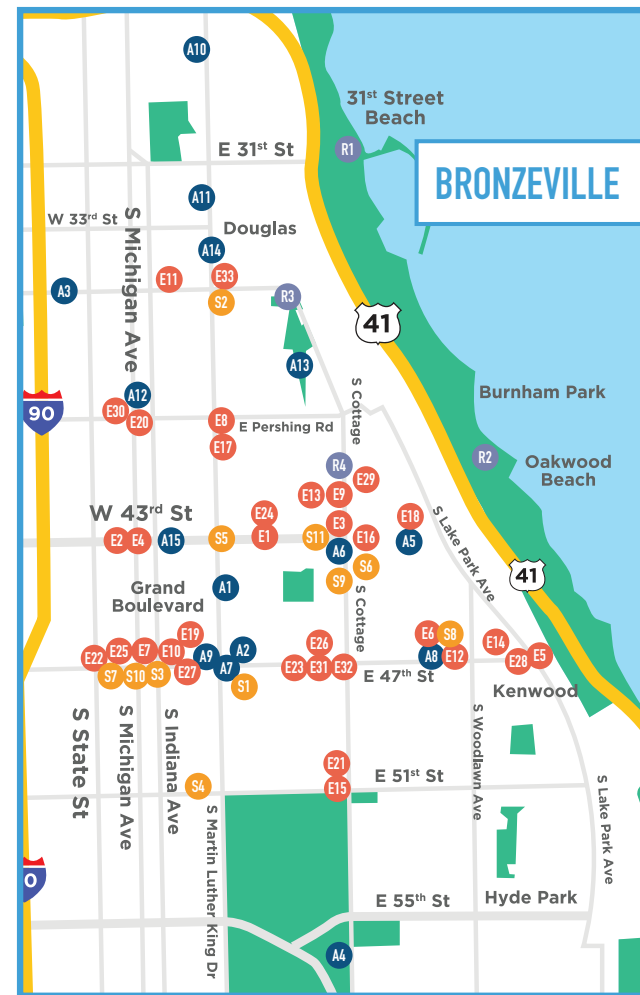 A10
31st Street
Beach
R1
E 31st St
BRONZEVILLE
A11
W 33rd St
S Michigan Ave
Douglas
A14
E11
E33
A3
S2
R3
41
A13
A12
S Cottage
Burnham Park
90
E30
E20
E8
E Pershing Rd
E17
R4
R2
Oakwood
Beach
E29
E13
E9
W 43rd St
E24
E3
E18
S Lake Park Ave
E2
E4
A15
S5
E1
S11
E16
A5
A6
S6
41
Grand
Boulevard
A1
S9
S Cottage
E19
E6
S8
E14
E22
E25
E7
E10
A9
A2
E26
A8
E12
E28
E5
S7
S10
S3
E27
A7
E23
E31
E32
E 47th St
S1
Kenwood
S State St
S Michigan Ave
S Indiana Ave
S Woodlawn Ave
E21
S4
E15
E 51st St
S Martin Luther King Dr
S Lake Park Ave
0
E 55th St
Hyde Park
A4